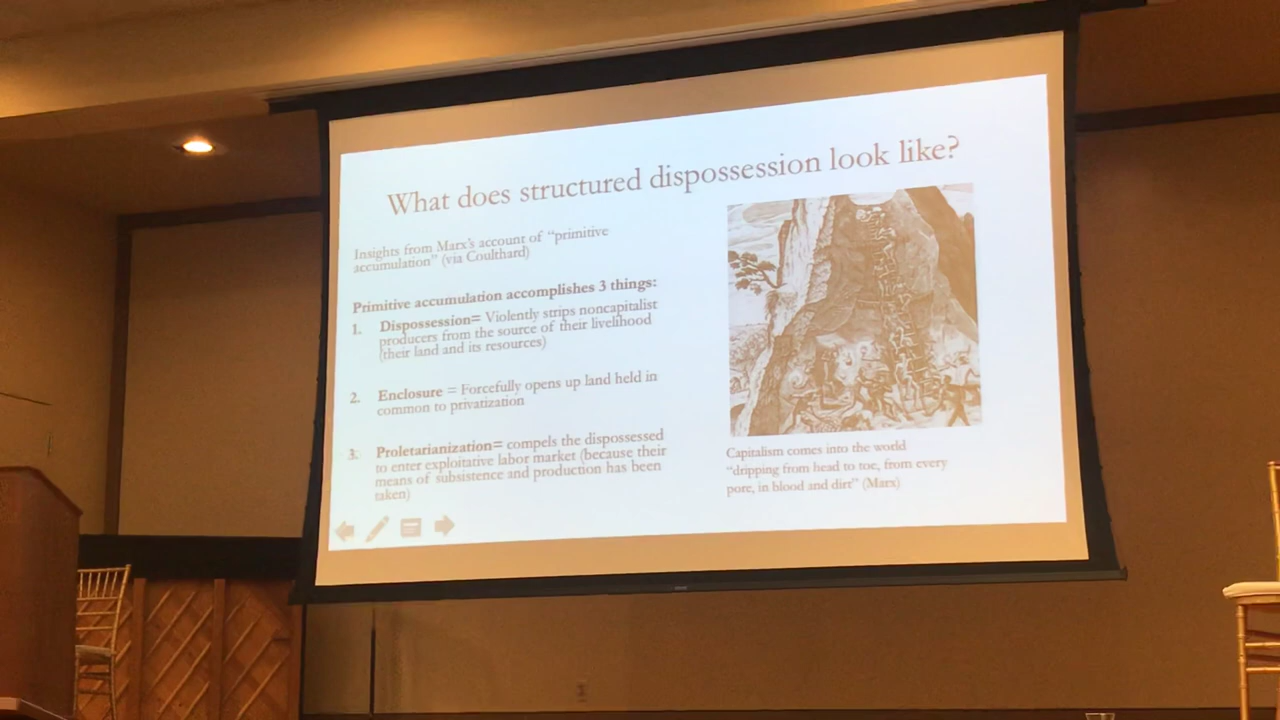 What does structured dispossession look like?
Insights from Marx's account of "primitive
accumulation" (via Coulthard)
Primitive accumulation accomplishes 3 things:
1. Dispossession= Violently strips noncapitalist
producers from the source of their livelihood
(their land and its resources)
2. Enclosure = Forcefully opens up land held in
common to privatization
3. Proletarianization= compels the dispossessed
to enter exploitative labor market (because their
means of subsistence and production has been
taken)
Capitalism comes into the world
"dripping from head to toe, from every
pore, in blood and dirt" (Marx)